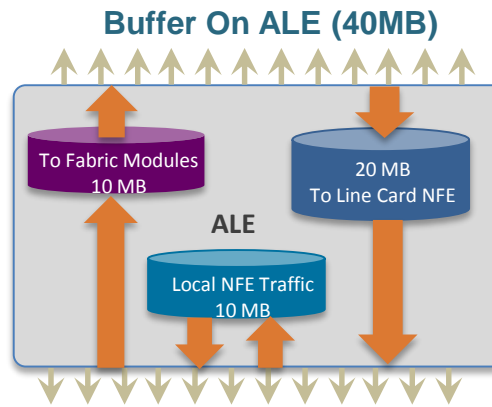 Buffer On ALE (40MB)
To Fabric Modules
10 MB
20 MB
To Line Card NFE
ALE
Local NFE Traffic
10 MB